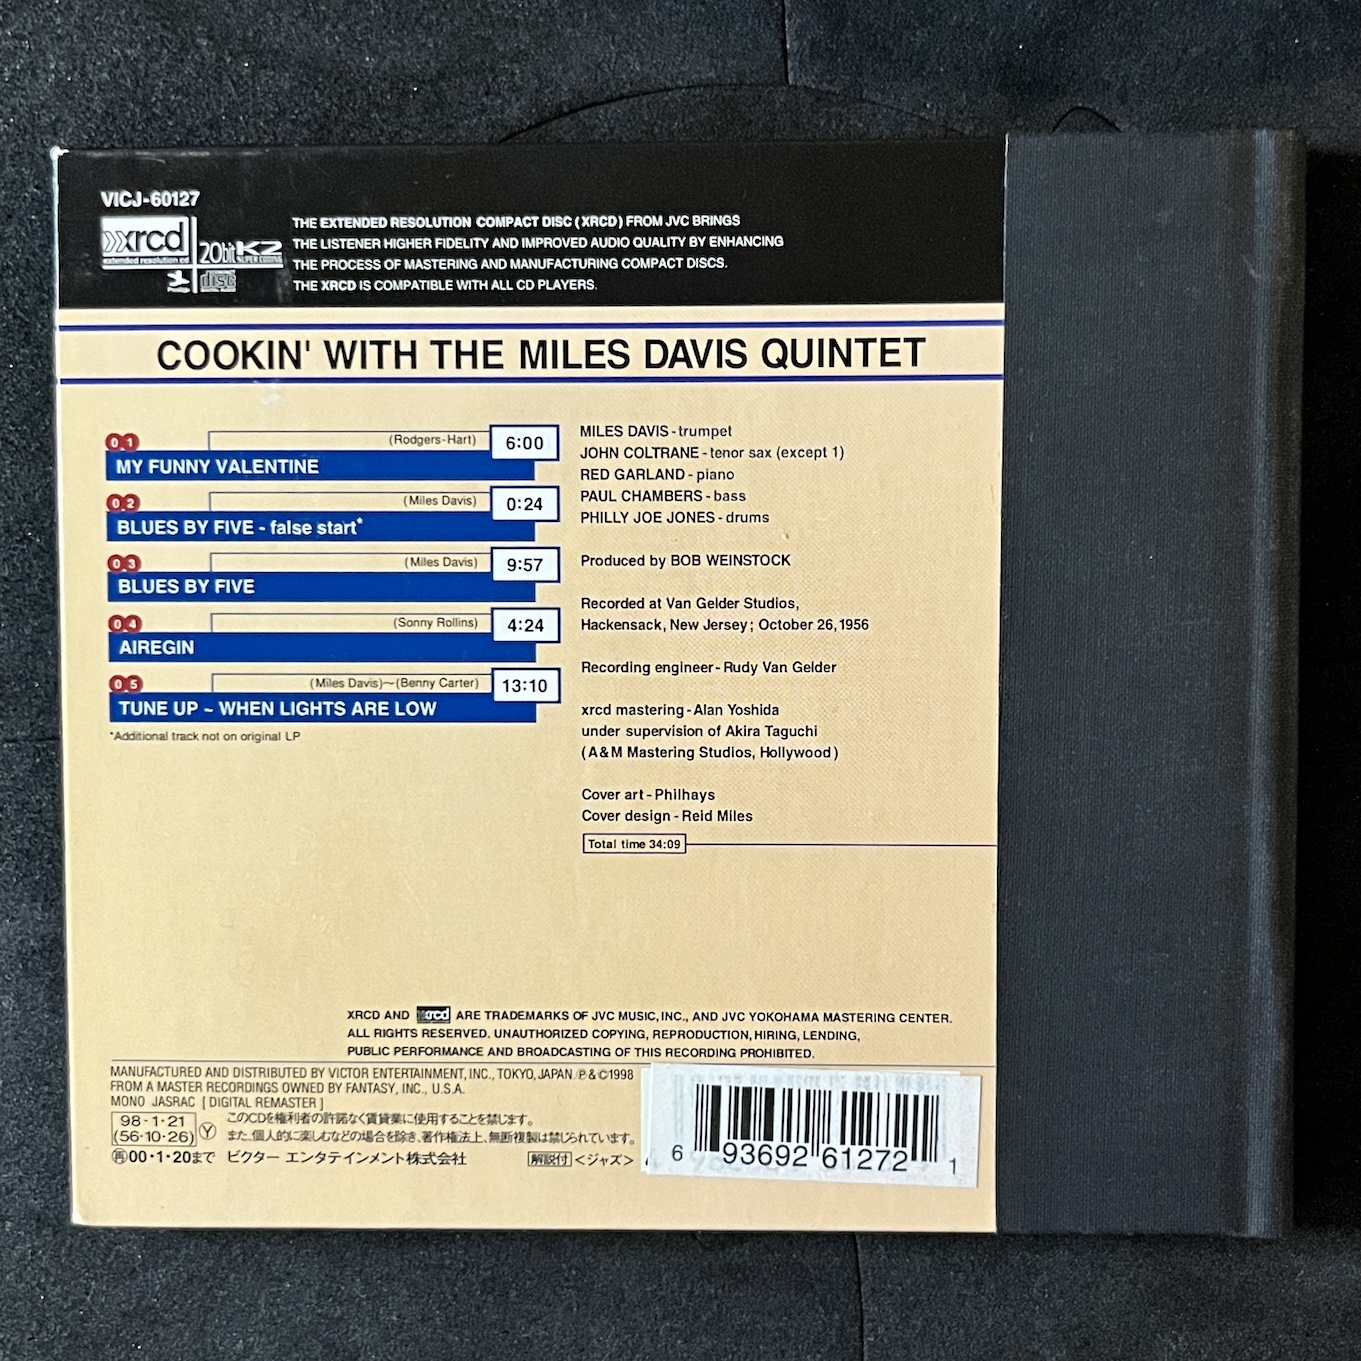 VICJ-60127
xrcd
extended resolution cd
20bit K2
SUPER CODING
disc
THE EXTENDED RESOLUTION COMPACT DISC (XRCD) FROM JVC BRINGS
THE LISTENER HIGHER FIDELITY AND IMPROVED AUDIO QUALITY BY ENHANCING
THE PROCESS OF MASTERING AND MANUFACTURING COMPACT DISCS.
THE XRCD IS COMPATIBLE WITH ALL CD PLAYERS.
COOKIN' WITH THE MILES DAVIS QUINTET
01 (Rodgers-Hart) 6:00
MY FUNNY VALENTINE
02 (Miles Davis) 0:24
BLUES BY FIVE - false start*
03 (Miles Davis) 9:57
BLUES BY FIVE
04 (Sonny Rollins) 4:24
AIREGIN
05 (Miles Davis)~(Benny Carter) 13:10
TUNE UP ~ WHEN LIGHTS ARE LOW
*Additional track not on original LP
MILES DAVIS - trumpet
JOHN COLTRANE - tenor sax (except 1)
RED GARLAND - piano
PAUL CHAMBERS - bass
PHILLY JOE JONES - drums
Produced by BOB WEINSTOCK
Recorded at Van Gelder Studios,
Hackensack, New Jersey; October 26, 1956
Recording engineer - Rudy Van Gelder
xrcd mastering - Alan Yoshida
under supervision of Akira Taguchi
(A&M Mastering Studios, Hollywood)
Cover art - Philhays
Cover design - Reid Miles
Total time 34:09
XRCD AND xrcd ARE TRADEMARKS OF JVC MUSIC, INC., AND JVC YOKOHAMA MASTERING CENTER.
ALL RIGHTS RESERVED. UNAUTHORIZED COPYING, REPRODUCTION, HIRING, LENDING,
PUBLIC PERFORMANCE AND BROADCASTING OF THIS RECORDING PROHIBITED.
MANUFACTURED AND DISTRIBUTED BY VICTOR ENTERTAINMENT, INC., TOKYO, JAPAN. ℗ & © 1998
FROM A MASTER RECORDINGS OWNED BY FANTASY, INC., U.S.A.
MONO JASRAC [DIGITAL REMASTER]
98・1・21
(56・10・26) Ⓨ
このCDを権利者の許諾なく賃貸業に使用することを禁じます。
また、個人的に楽しむなどの場合を除き、著作権法上、無断複製は禁じられています。
㊞00・1・20まで ビクター エンタテインメント株式会社 解説付 <ジャズ>
6 93692 61272 1